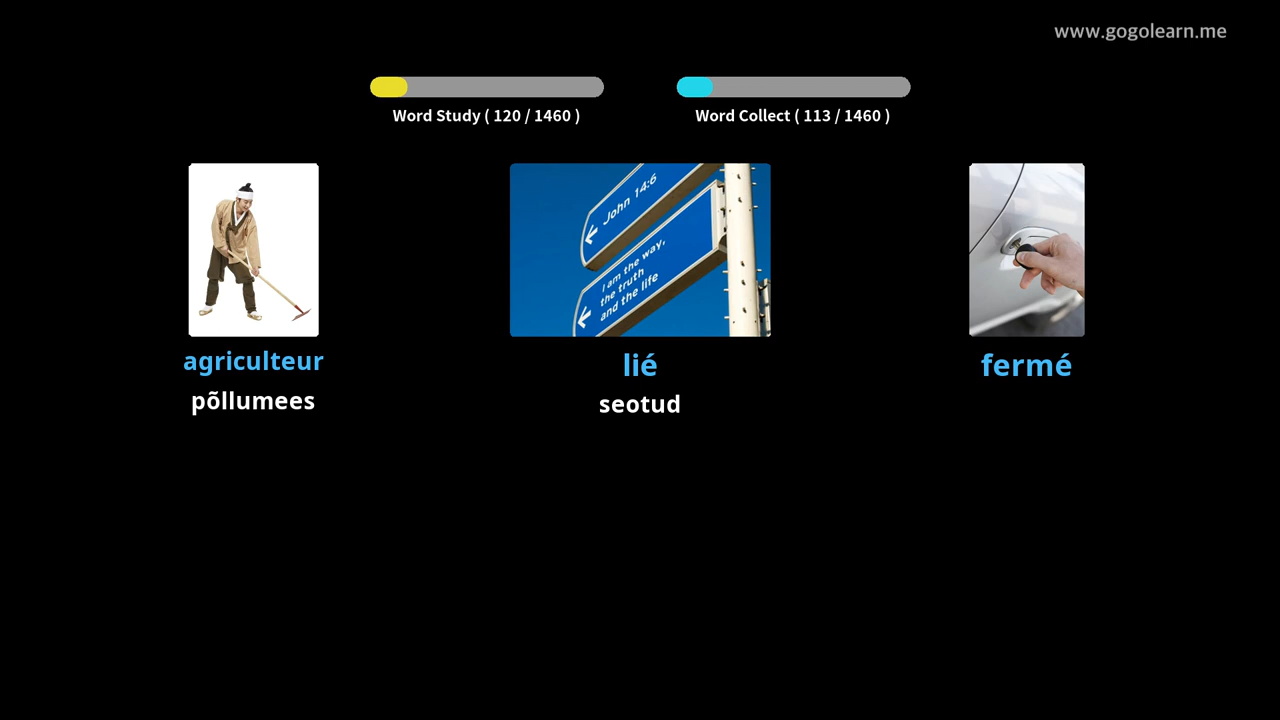 www.gogolearn.me
Word Study ( 120 / 1460 )
Word Collect ( 113 / 1460 )
John 14:6
I am the way,
the truth
and the life
agriculteur
lié
fermé
põllumees
seotud